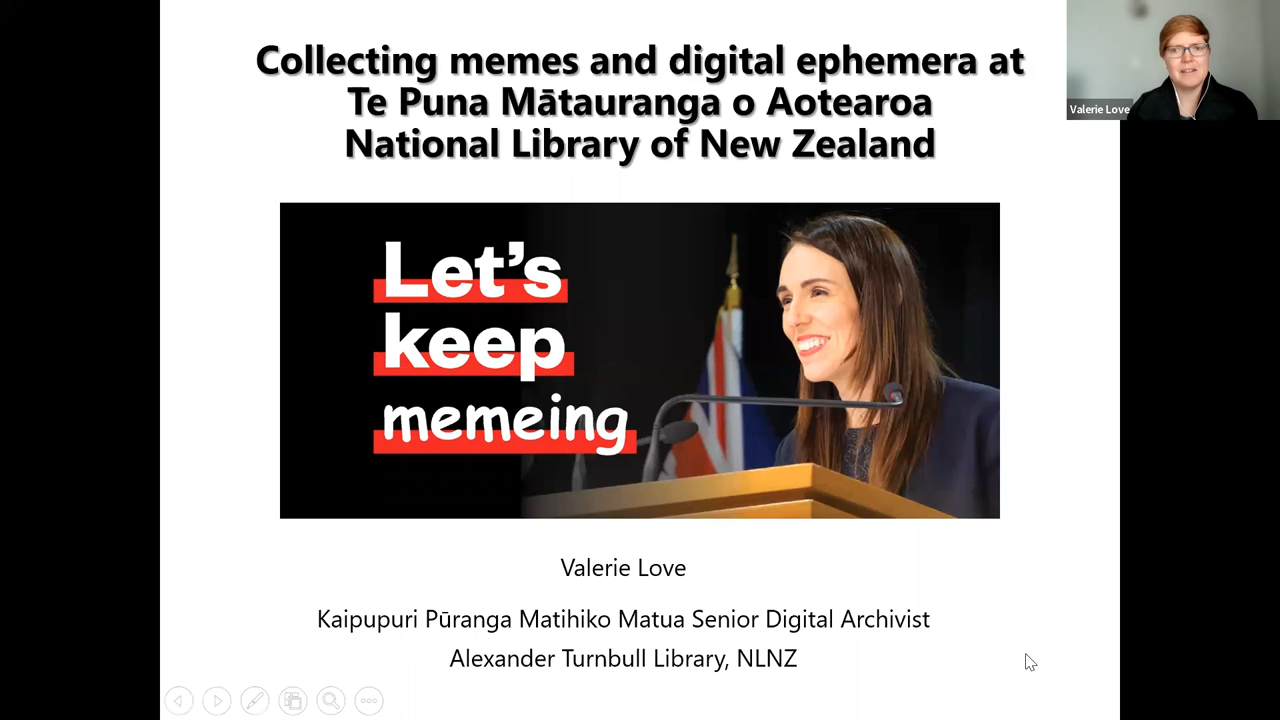 Collecting memes and digital ephemera at
Te Puna Mātauranga o Aotearoa
National Library of New Zealand
Valerie Love
Let's
keep
memeing
Valerie Love
Kaipupuri Pūranga Matihiko Matua Senior Digital Archivist
Alexander Turnbull Library, NLNZ